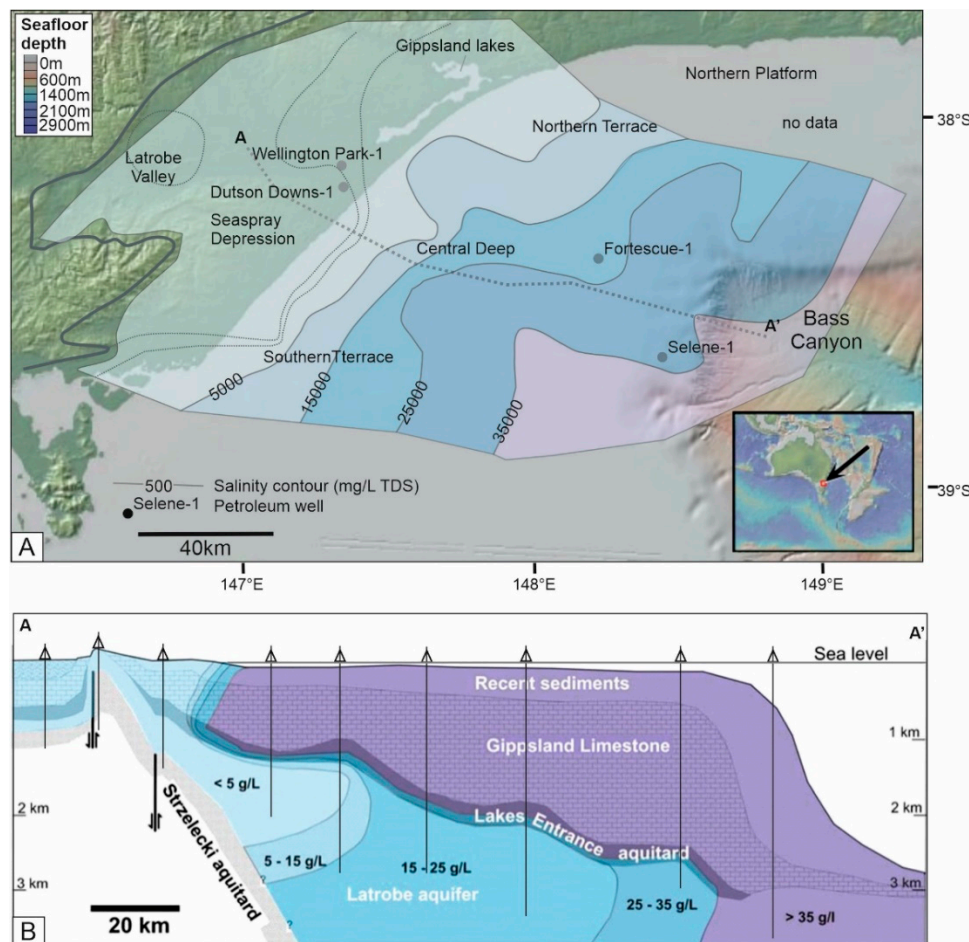 Seafloor
depth
0m
600m
1400m
2100m
2900m
Gippsland lakes
Northern Platform
no data
38°S
A
Northern Terrace
Latrobe
Valley
Wellington Park-1
Dutson Downs-1
Seaspray
Depression
Central Deep
Fortescue-1
A'
Bass
Canyon
Selene-1
Southern Tterrace
5000
15000
25000
35000
500 Salinity contour (mg/L TDS)
Selene-1 Petroleum well
39°S
A
40km
147°E
148°E
149°E
A
A'
Sea level
Recent sediments
1 km
Gippsland Limestone
< 5 g/L
2 km
2 km
Strzelecki aquitard
Lakes Entrance aquitard
5 - 15 g/L
15 - 25 g/L
?
Latrobe aquifer
25 - 35 g/L
> 35 g/l
3 km
3 km
?
20 km
B